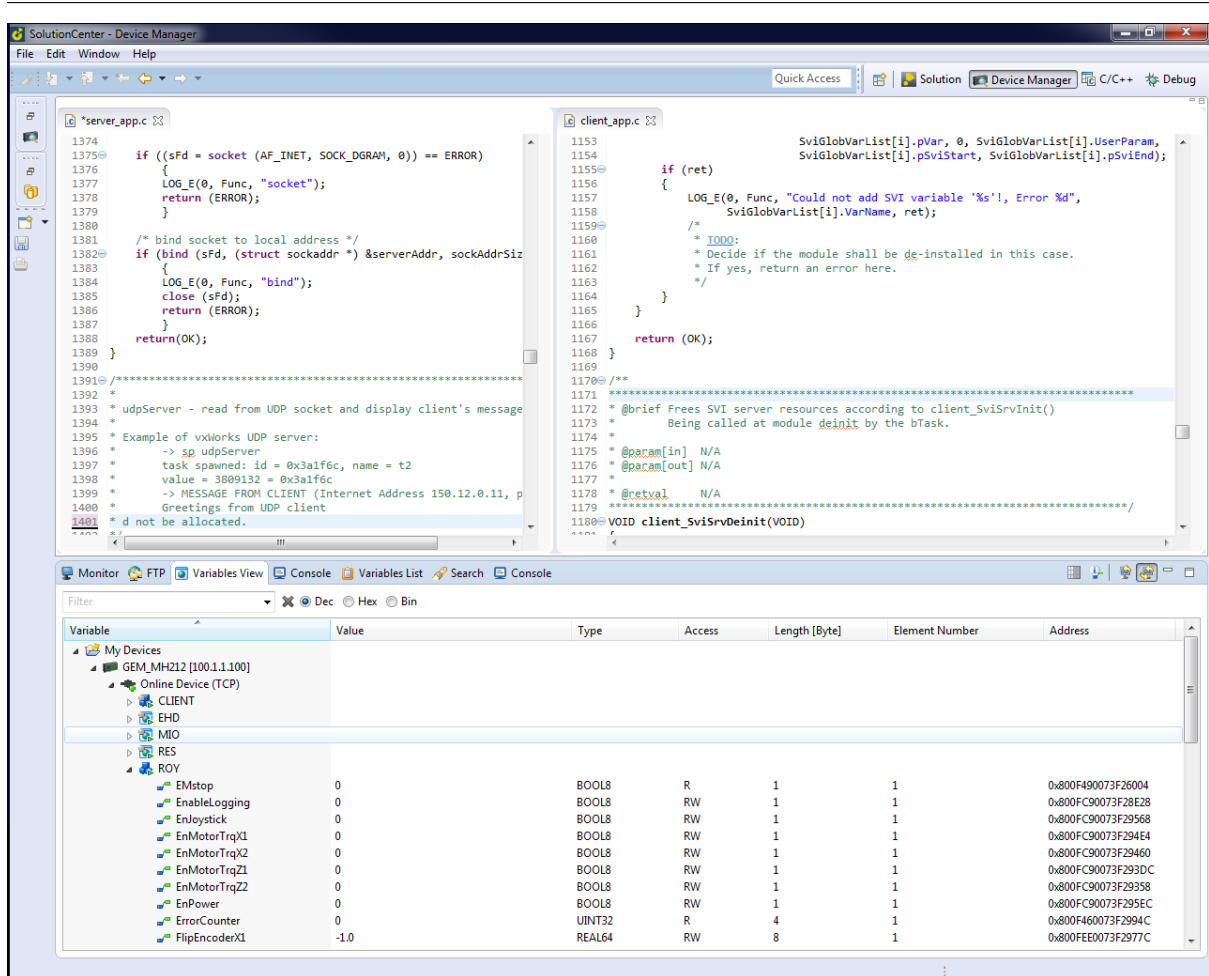 SolutionCenter - Device Manager
File Edit Window Help
Quick Access Solution Device Manager C/C++ Debug
*server_app.c
1374
1375 if ((sFd = socket (AF_INET, SOCK_DGRAM, 0)) == ERROR)
1376 {
1377 LOG_E(0, Func, "socket");
1378 return (ERROR);
1379 }
1380
1381 /* bind socket to local address */
1382 if (bind (sFd, (struct sockaddr *) &serverAddr, sockAddrSiz
1383 {
1384 LOG_E(0, Func, "bind");
1385 close (sFd);
1386 return (ERROR);
1387 }
1388 return(OK);
1389 }
1390
1391 /**************************************************************
1392 *
1393 * udpServer - read from UDP socket and display client's message
1394 *
1395 * Example of vxWorks UDP server:
1396 * -> sp udpServer
1397 * task spawned: id = 0x3a1f6c, name = t2
1398 * value = 3809132 = 0x3a1f6c
1399 * -> MESSAGE FROM CLIENT (Internet Address 150.12.0.11, p
1400 * Greetings from UDP client
1401 * d not be allocated.
client_app.c
1153 SviGlobVarList[i].pVar, 0, SviGlobVarList[i].UserParam,
1154 SviGlobVarList[i].pSviStart, SviGlobVarList[i].pSviEnd);
1155 if (ret)
1156 {
1157 LOG_E(0, Func, "Could not add SVI variable '%s'!, Error %d",
1158 SviGlobVarList[i].VarName, ret);
1159 /*
1160 * TODO:
1161 * Decide if the module shall be de-installed in this case.
1162 * If yes, return an error here.
1163 */
1164 }
1165 }
1166
1167 return (OK);
1168 }
1169
1170 /**
1171 *******************************************************************************
1172 * @brief Frees SVI server resources according to client_SviSrvInit()
1173 * Being called at module deinit by the bTask.
1174 *
1175 * @param[in] N/A
1176 * @param[out] N/A
1177 *
1178 * @retval N/A
1179 *******************************************************************************/
1180 VOID client_SviSrvDeinit(VOID)
Monitor FTP Variables View Console Variables List Search Console
Filter Dec Hex Bin
Variable Value Type Access Length [Byte] Element Number Address
My Devices
GEM_MH212 [100.1.1.100]
Online Device (TCP)
CLIENT
EHD
MIO
RES
ROY
EMstop 0 BOOL8 R 1 1 0x800F490073F26004
EnableLogging 0 BOOL8 RW 1 1 0x800FC90073F28E28
EnJoystick 0 BOOL8 RW 1 1 0x800FC90073F29568
EnMotorTrqX1 0 BOOL8 RW 1 1 0x800FC90073F294E4
EnMotorTrqX2 0 BOOL8 RW 1 1 0x800FC90073F29460
EnMotorTrqZ1 0 BOOL8 RW 1 1 0x800FC90073F293DC
EnMotorTrqZ2 0 BOOL8 RW 1 1 0x800FC90073F29358
EnPower 0 BOOL8 RW 1 1 0x800FC90073F295EC
ErrorCounter 0 UINT32 R 4 1 0x800F460073F2994C
FlipEncoderX1 -1.0 REAL64 RW 8 1 0x800FEE0073F2977C